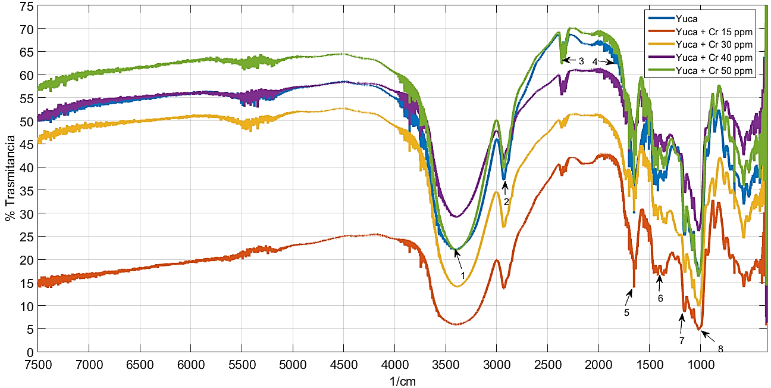 75
70
65
60
55
50
45
40
35
30
25
20
15
10
5
0
% Trasmitancia
Yuca
Yuca + Cr 15 ppm
Yuca + Cr 30 ppm
Yuca + Cr 40 ppm
Yuca + Cr 50 ppm
3 4
2
1
5 6 7 8
7500 7000 6500 6000 5500 5000 4500 4000 3500 3000 2500 2000 1500 1000
1/cm